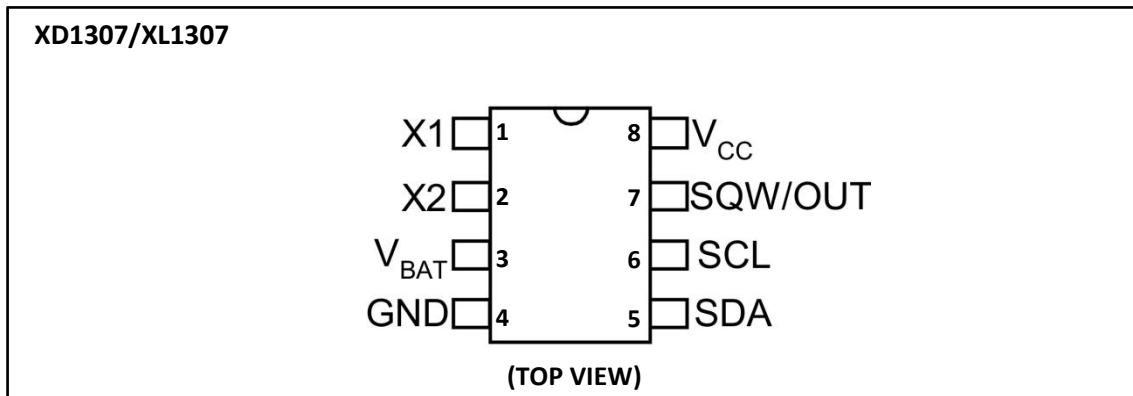 XD1307/XL1307
X1 1 8 VCC
X2 2 7 SQW/OUT
VBAT 3 6 SCL
GND 4 5 SDA
(TOP VIEW)